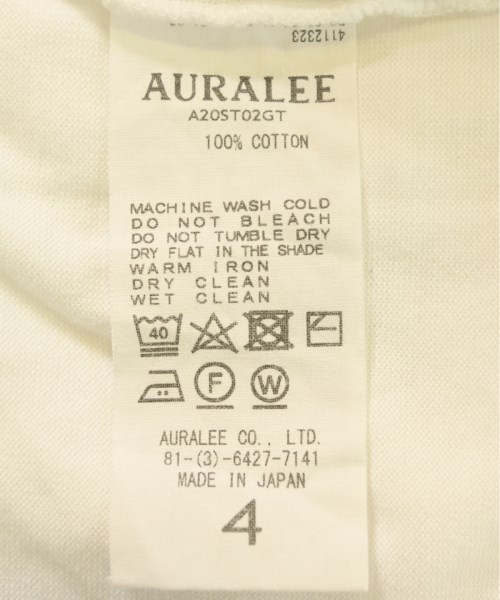 4112323
AURALEE
A20ST02GT
100% COTTON
MACHINE WASH COLD
DO NOT BLEACH
DO NOT TUMBLE DRY
DRY FLAT IN THE SHADE
WARM IRON
DRY CLEAN
WET CLEAN
40
F W
AURALEE CO., LTD.
81-(3)-6427-7141
MADE IN JAPAN
4